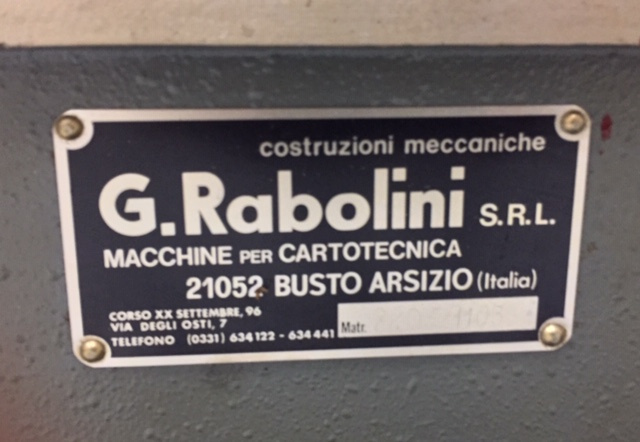 costruzioni meccaniche
G.Rabolini S.R.L.
MACCHINE PER CARTOTECNICA
21052 BUSTO ARSIZIO (Italia)
CORSO XX SETTEMBRE, 96
VIA DEGLI OSTI, 7
TELEFONO (0331) 634122 - 634441
Matr.